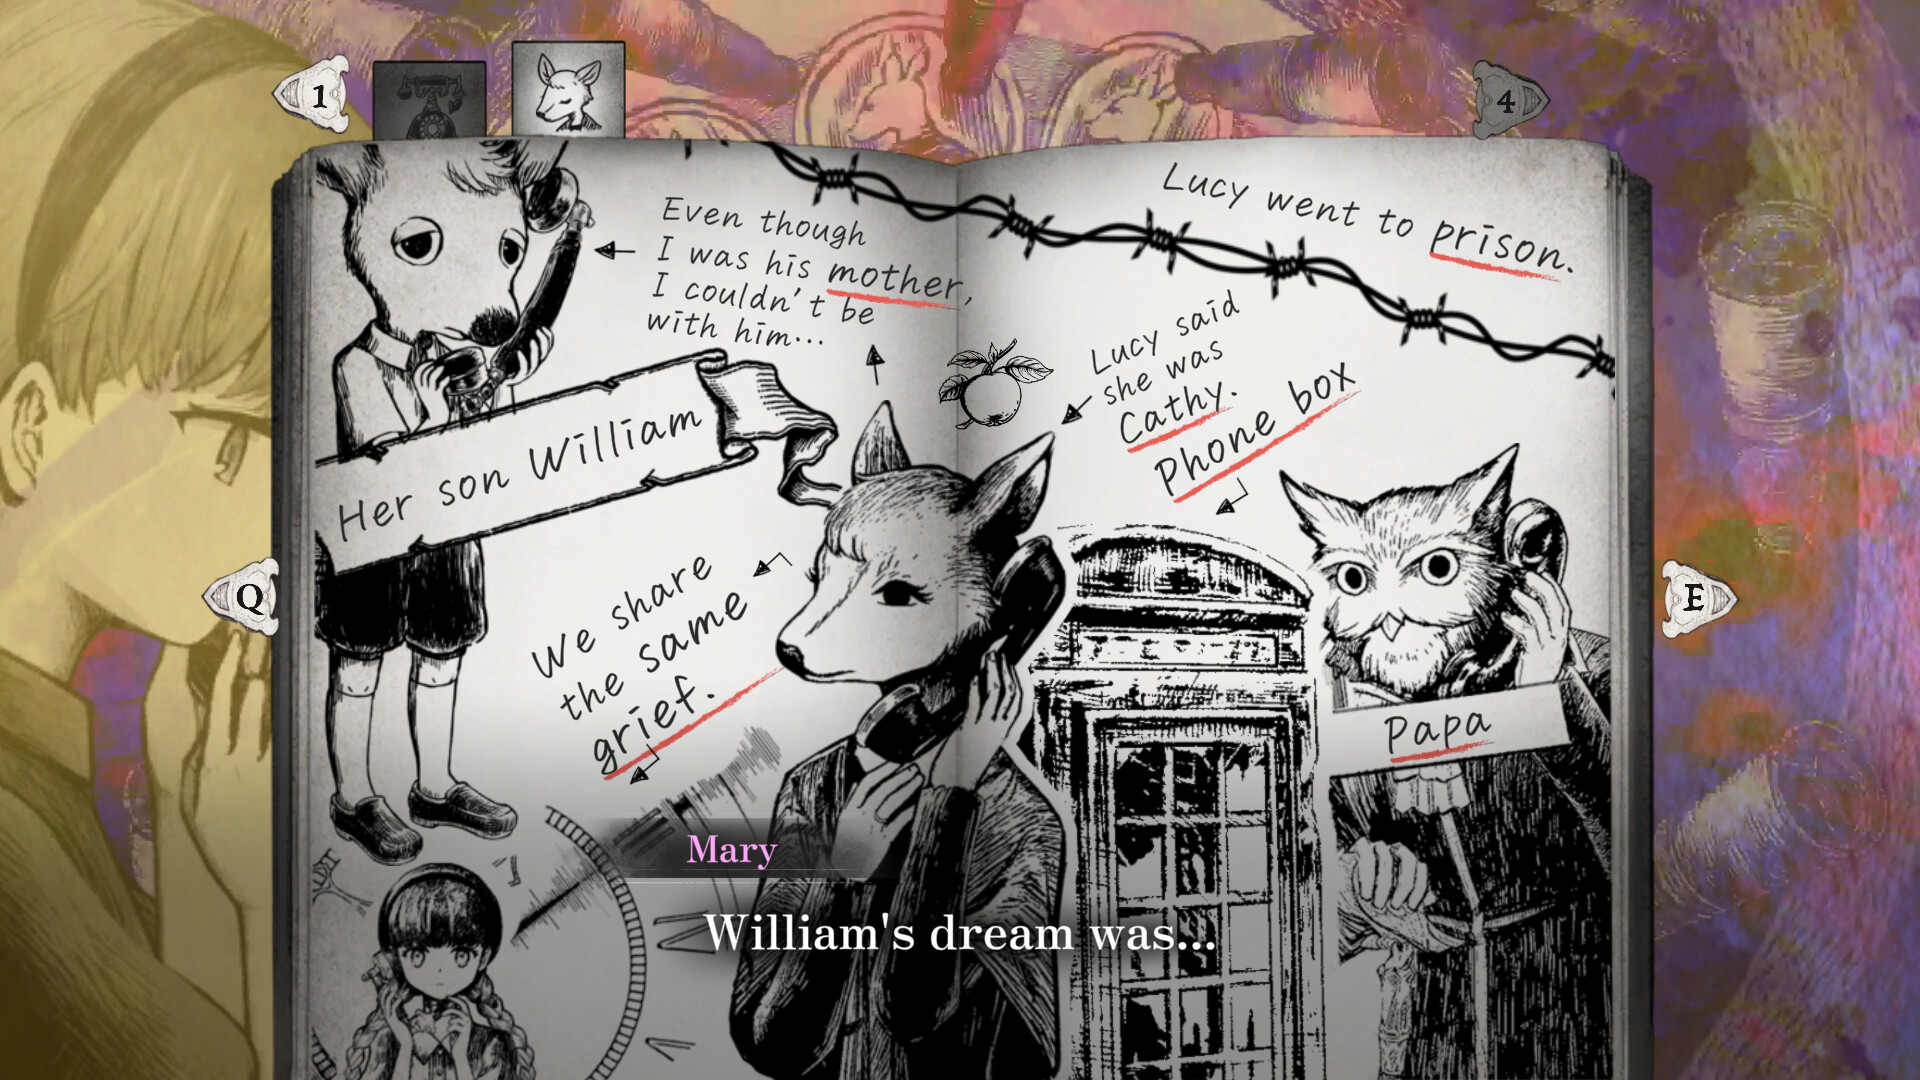 1
4
Lucy went to prison.
Even though
I was his mother,
I couldn't be
with him...
Lucy said
she was
Cathy.
Phone box
Her son William
We share
the same
grief.
Q
E
Papa
Mary
William's dream was...